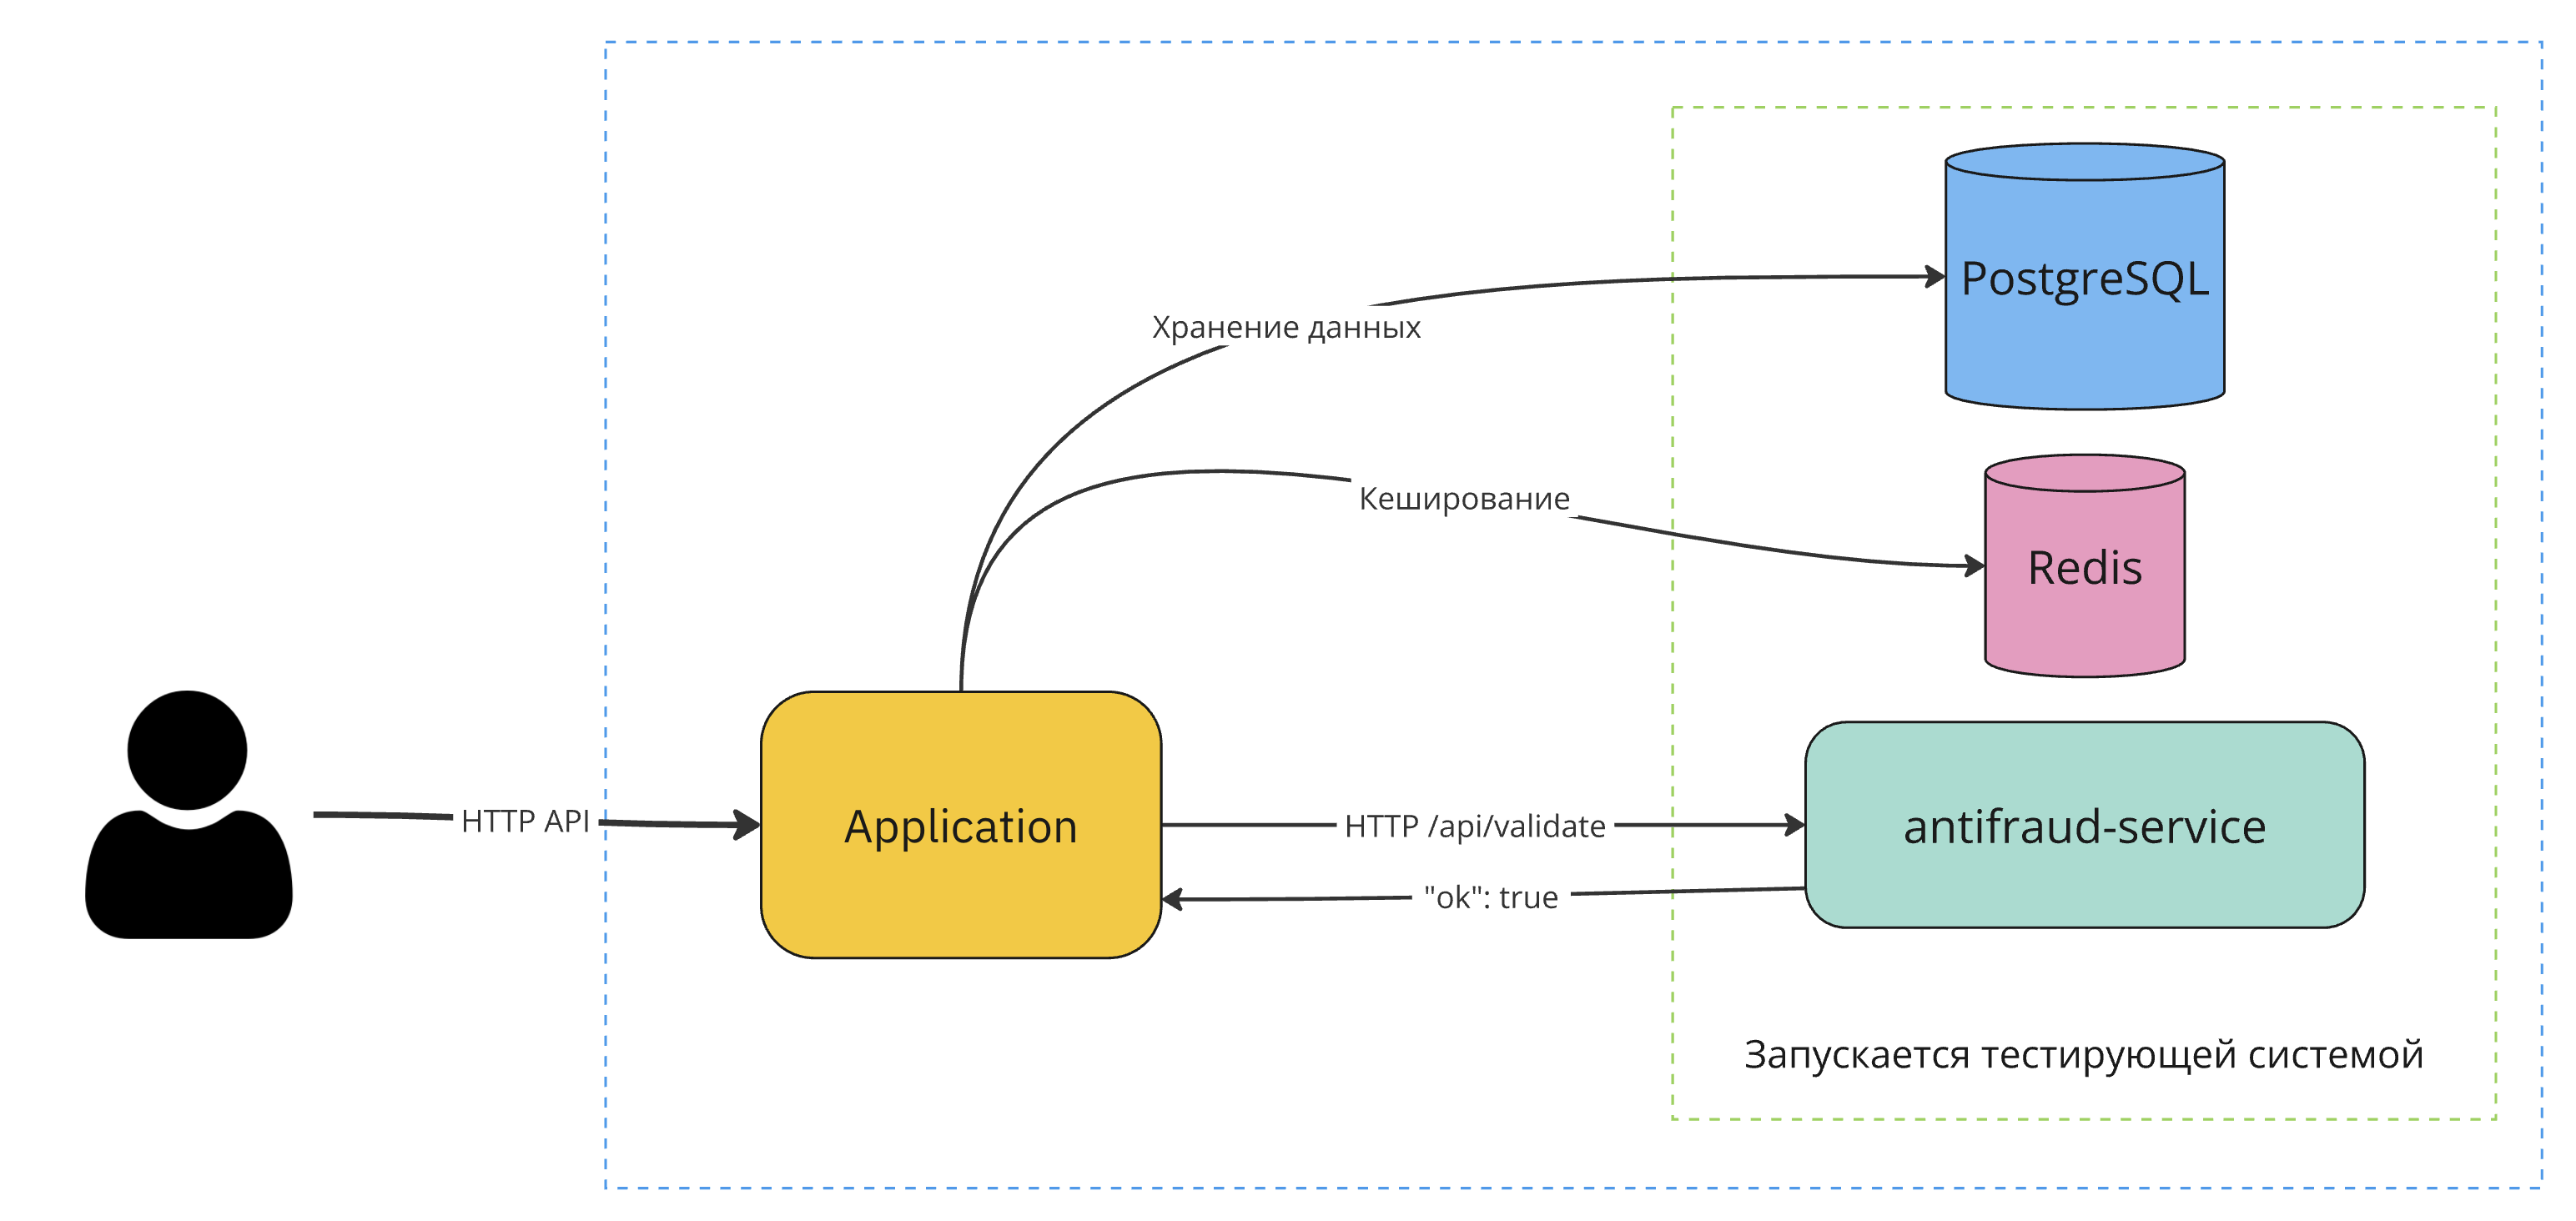 PostgreSQL
Хранение данных
Кеширование
Redis
HTTP API
Application
HTTP /api/validate
antifraud-service
"ok": true
Запускается тестирующей системой